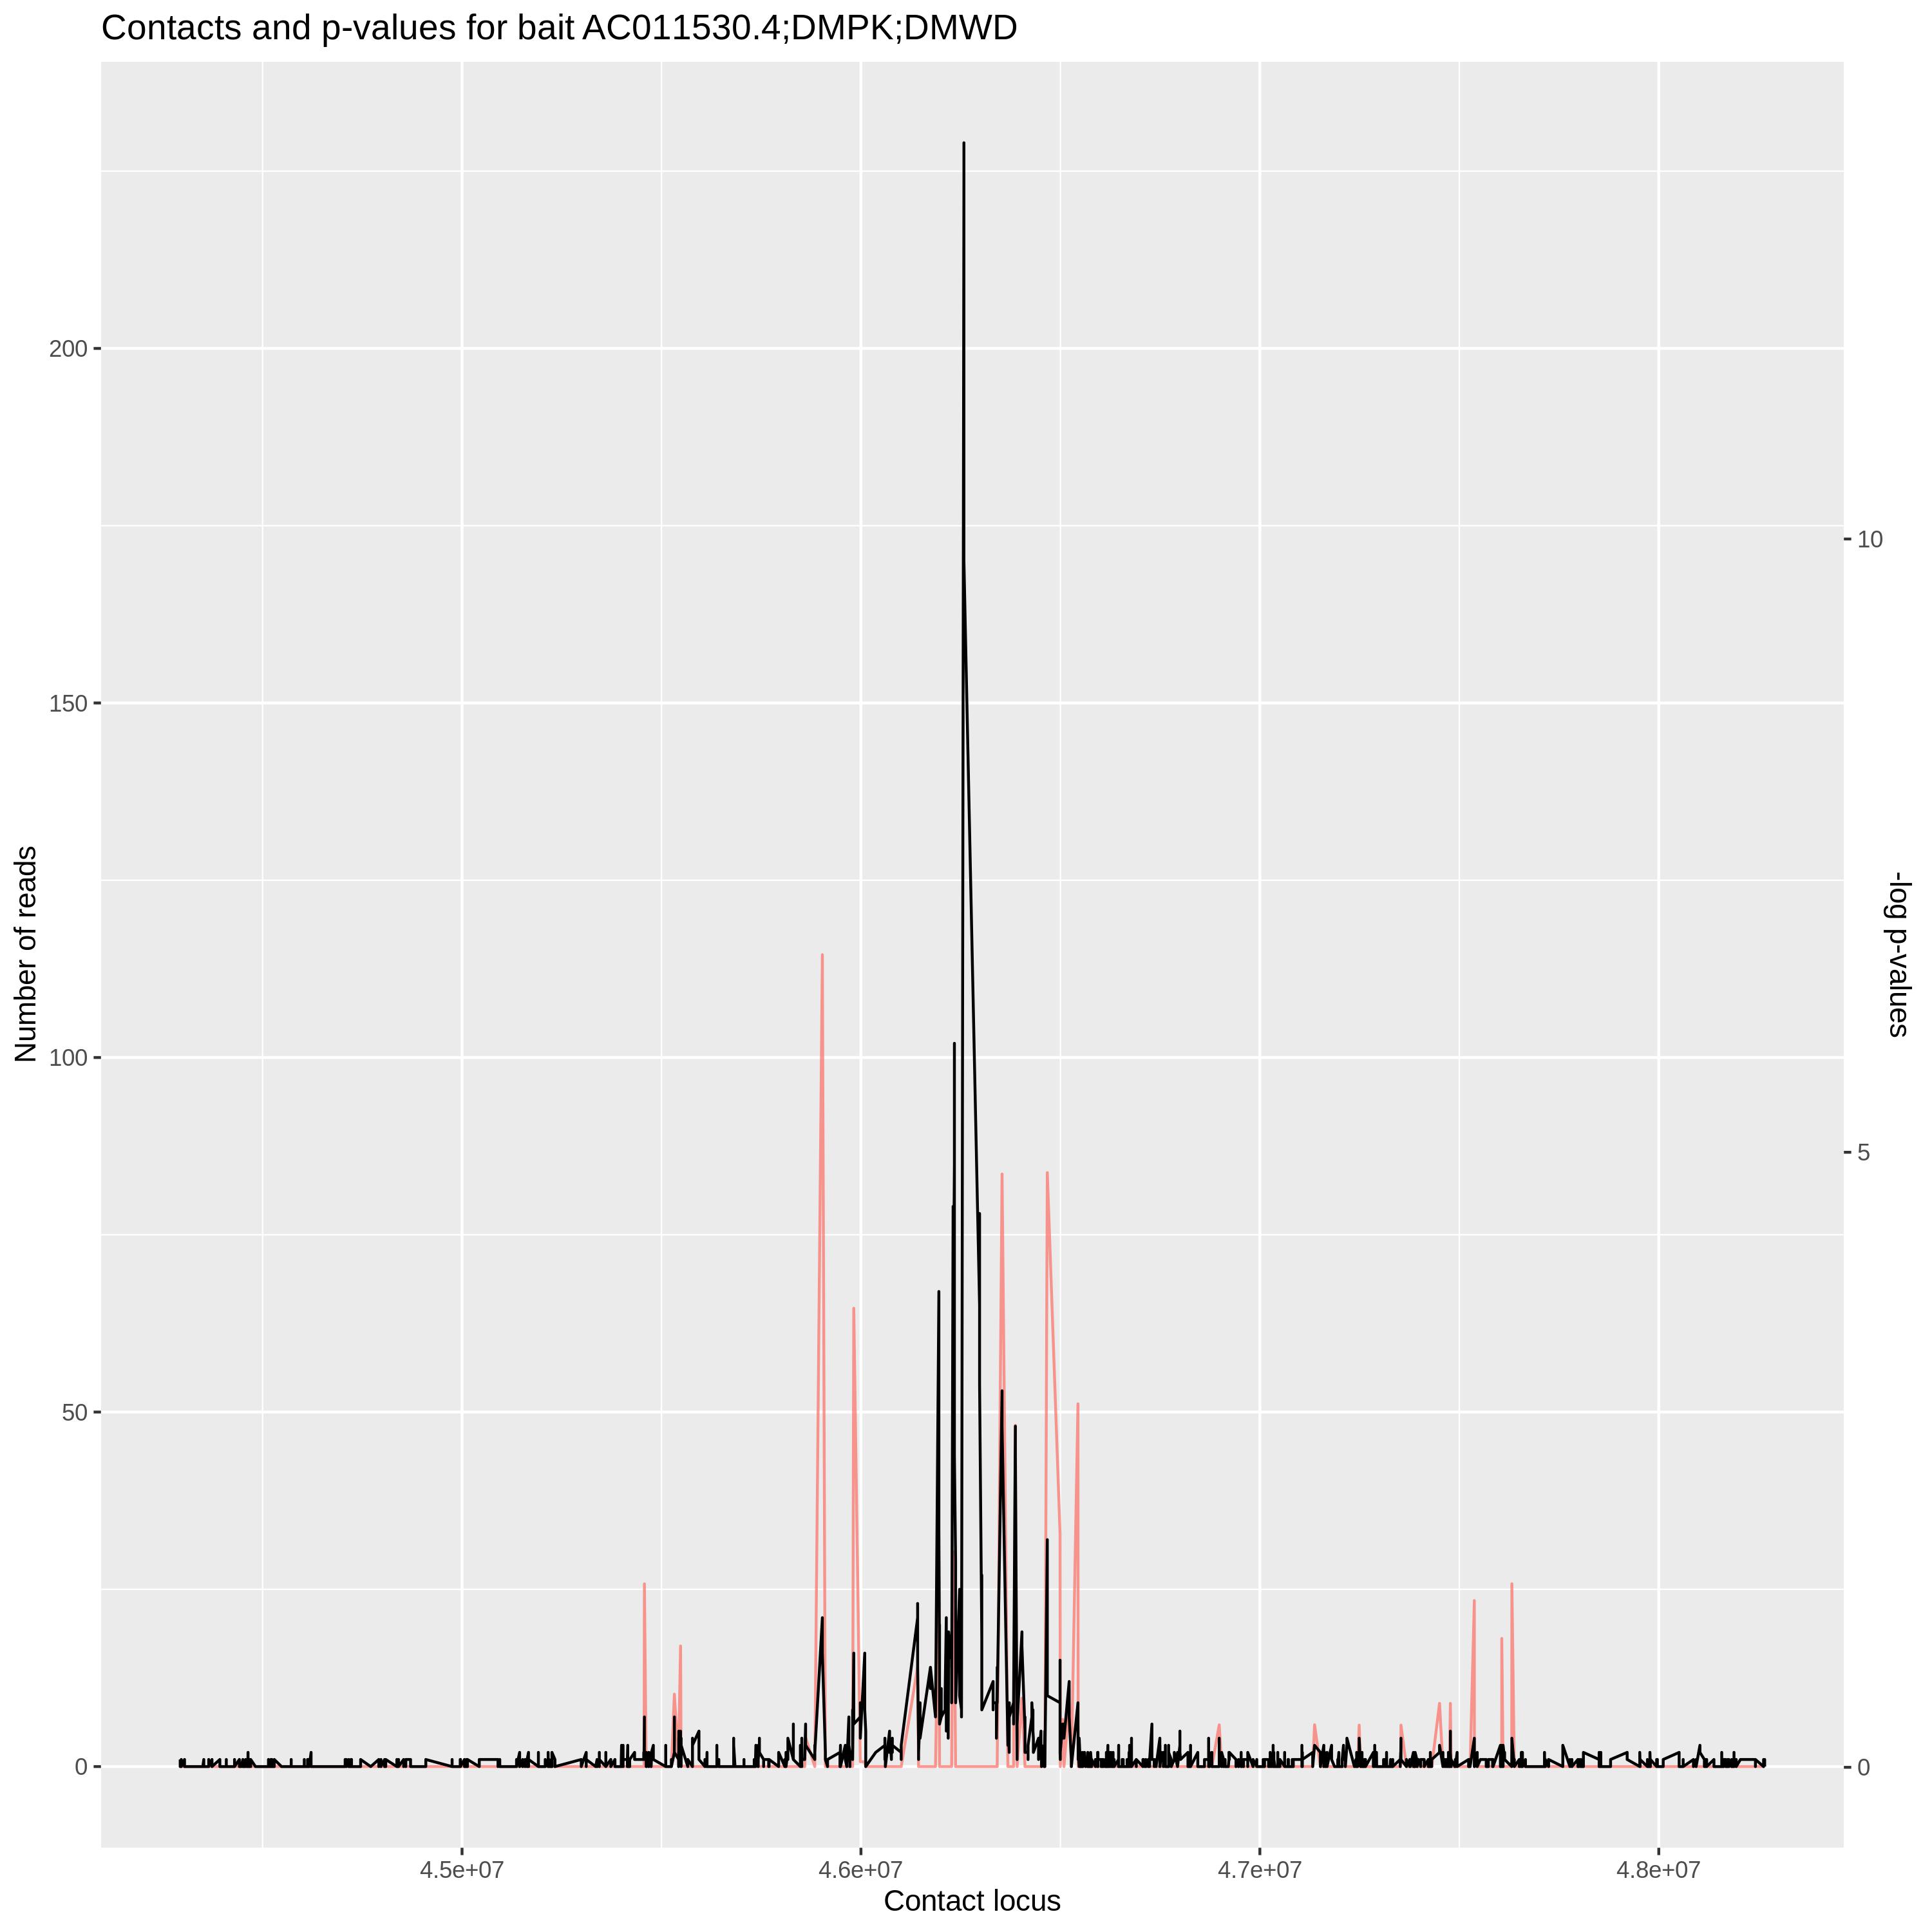 Contacts and p-values for bait AC011530.4;DMPK;DMWD
200
150
100
50
0
Number of reads
10
5
0
-log p-values
4.5e+07
4.6e+07
4.7e+07
4.8e+07
Contact locus